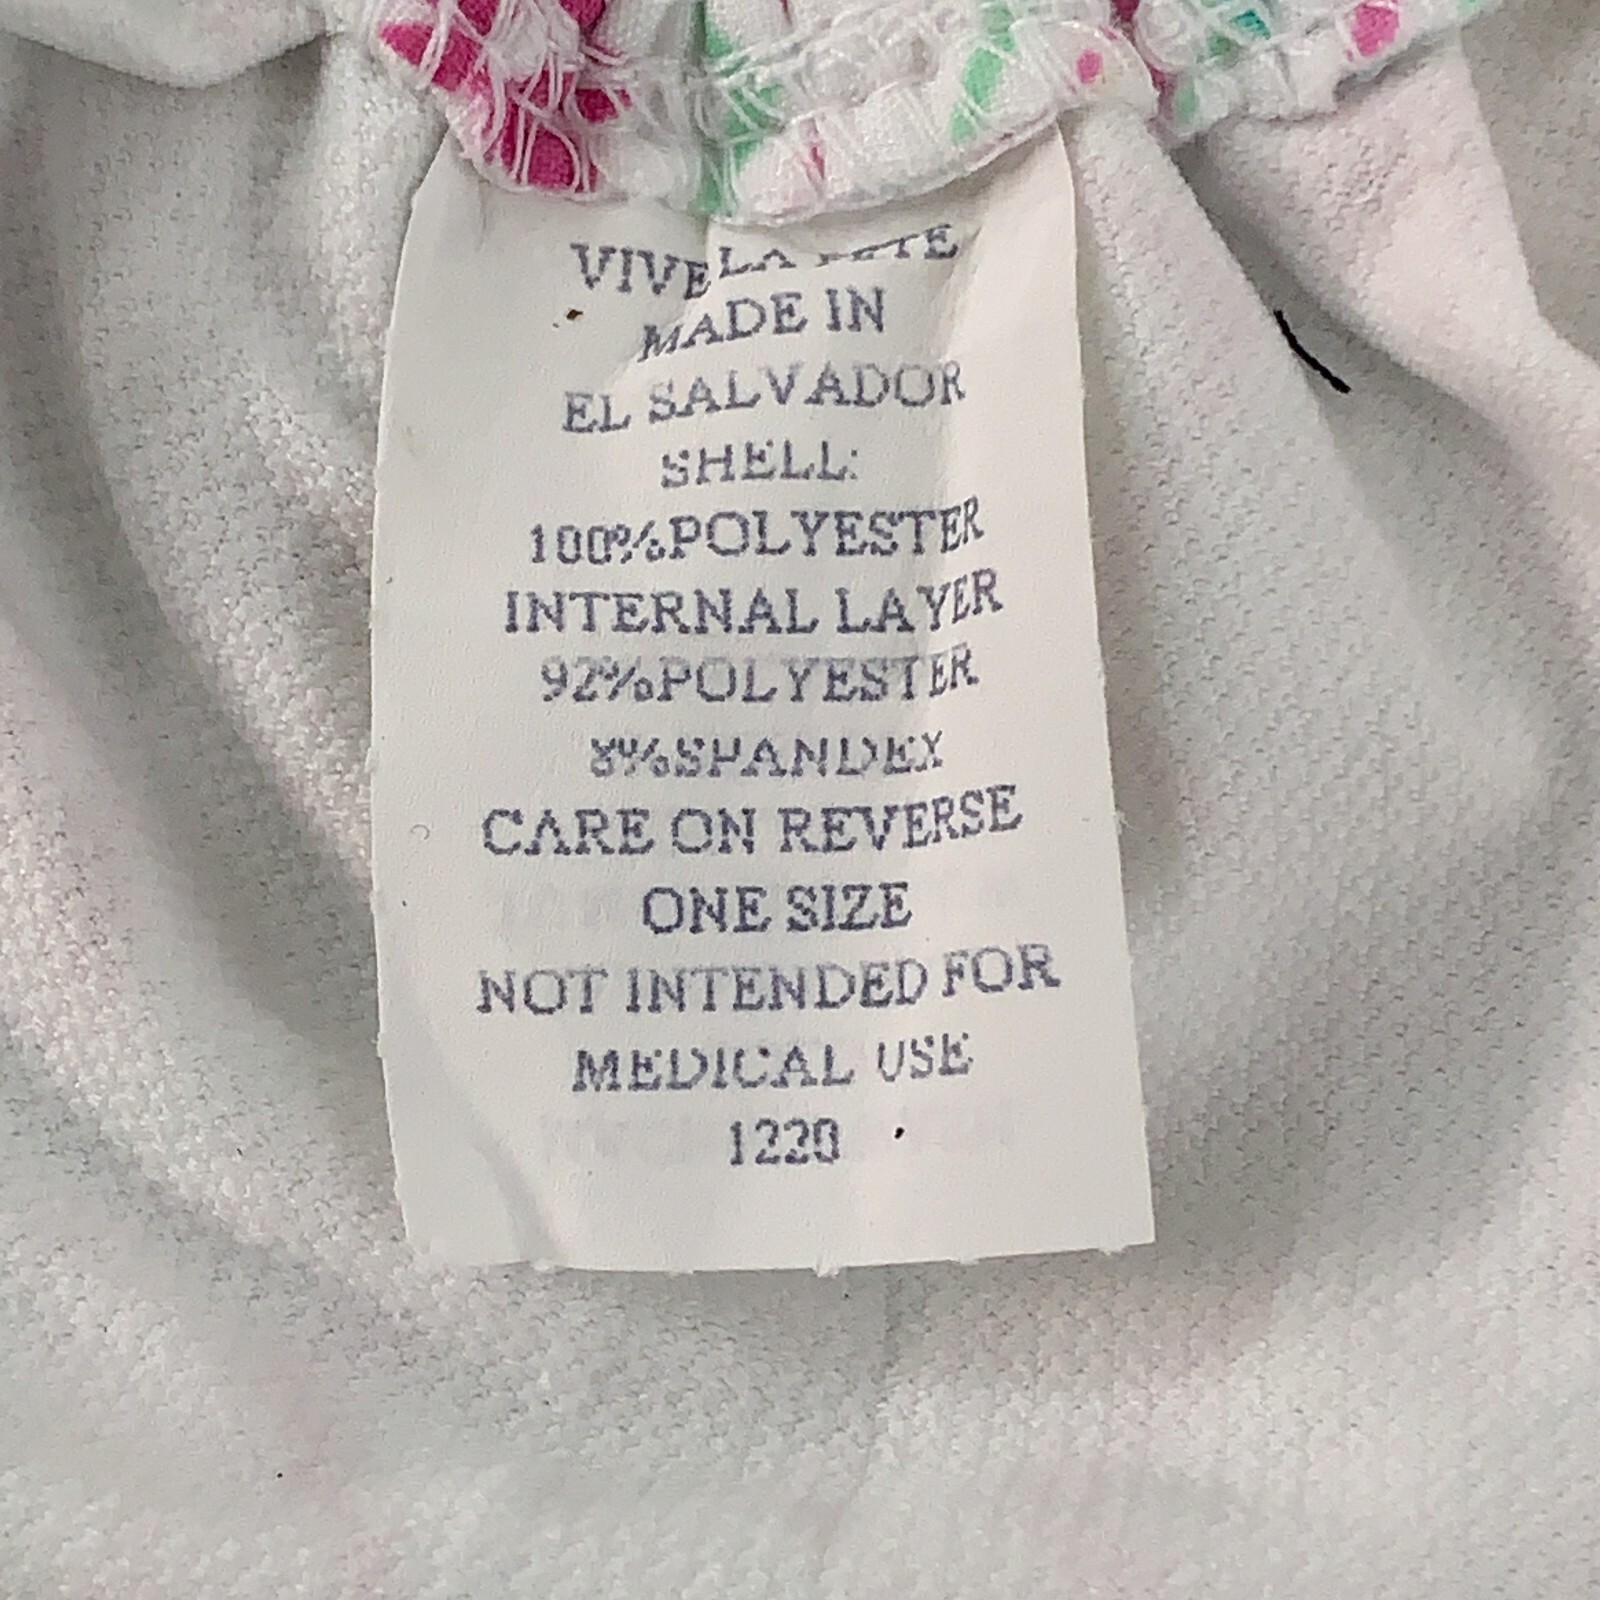 VIVE LA FETE
MADE IN
EL SALVADOR
SHELL:
100%POLYESTER
INTERNAL LAYER
92%POLYESTER
8%SPANDEX
CARE ON REVERSE
ONE SIZE
NOT INTENDED FOR
MEDICAL USE
1220